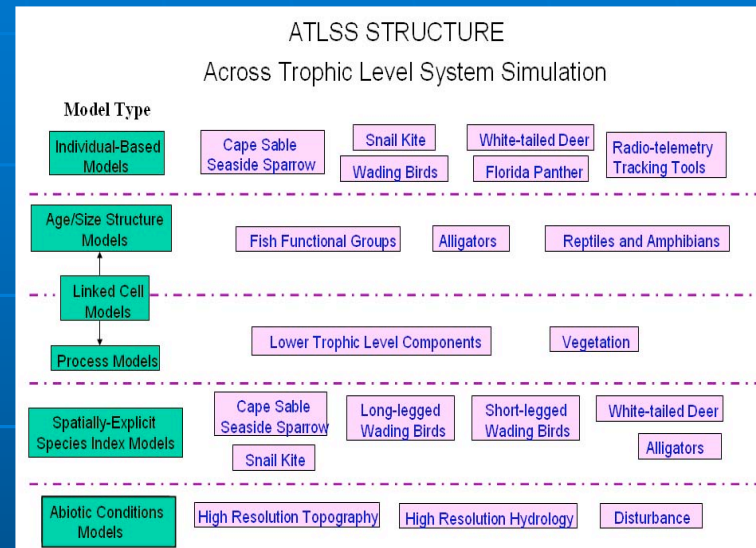 ATLSS STRUCTURE
Across Trophic Level System Simulation
Model Type
Individual-Based
Models
Cape Sable
Seaside Sparrow
Snail Kite
Wading Birds
White-tailed Deer
Florida Panther
Radio-telemetry
Tracking Tools
Age/Size Structure
Models
Fish Functional Groups
Alligators
Reptiles and Amphibians
Linked Cell
Models
Process Models
Lower Trophic Level Components
Vegetation
Spatially-Explicit
Species Index Models
Cape Sable
Seaside Sparrow
Snail Kite
Long-legged
Wading Birds
Short-legged
Wading Birds
White-tailed Deer
Alligators
Abiotic Conditions
Models
High Resolution Topography
High Resolution Hydrology
Disturbance